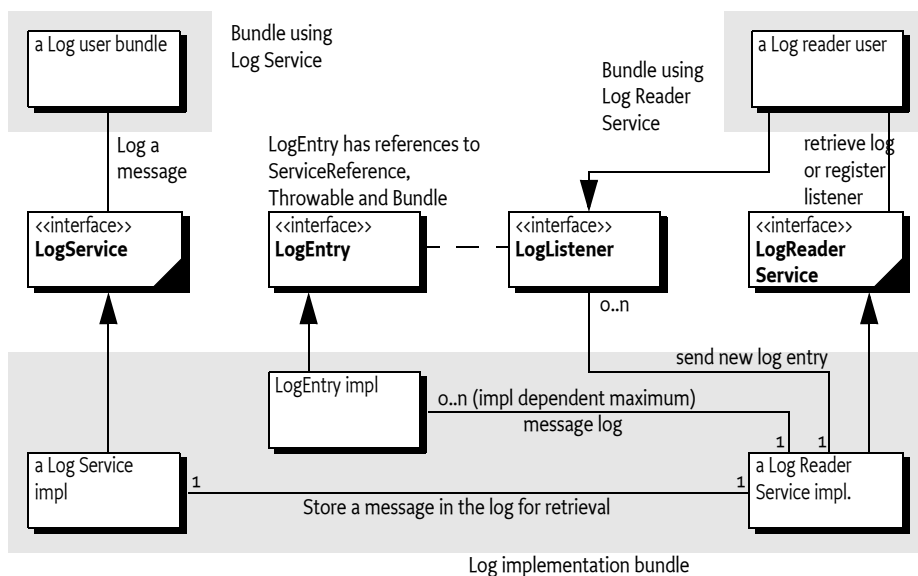 a Log user bundle
Bundle using
Log Service
a Log reader user
Bundle using
Log Reader
Service
Log a
message
LogEntry has references to
ServiceReference,
Throwable and Bundle
retrieve log
or register
listener
<<interface>>
LogService
<<interface>>
LogEntry
<<interface>>
LogListener
<<interface>>
LogReader
Service
0..n
send new log entry
LogEntry impl
0..n (impl dependent maximum)
message log
1
1
a Log Service
impl
1
Store a message in the log for retrieval
1
a Log Reader
Service impl.
Log implementation bundle